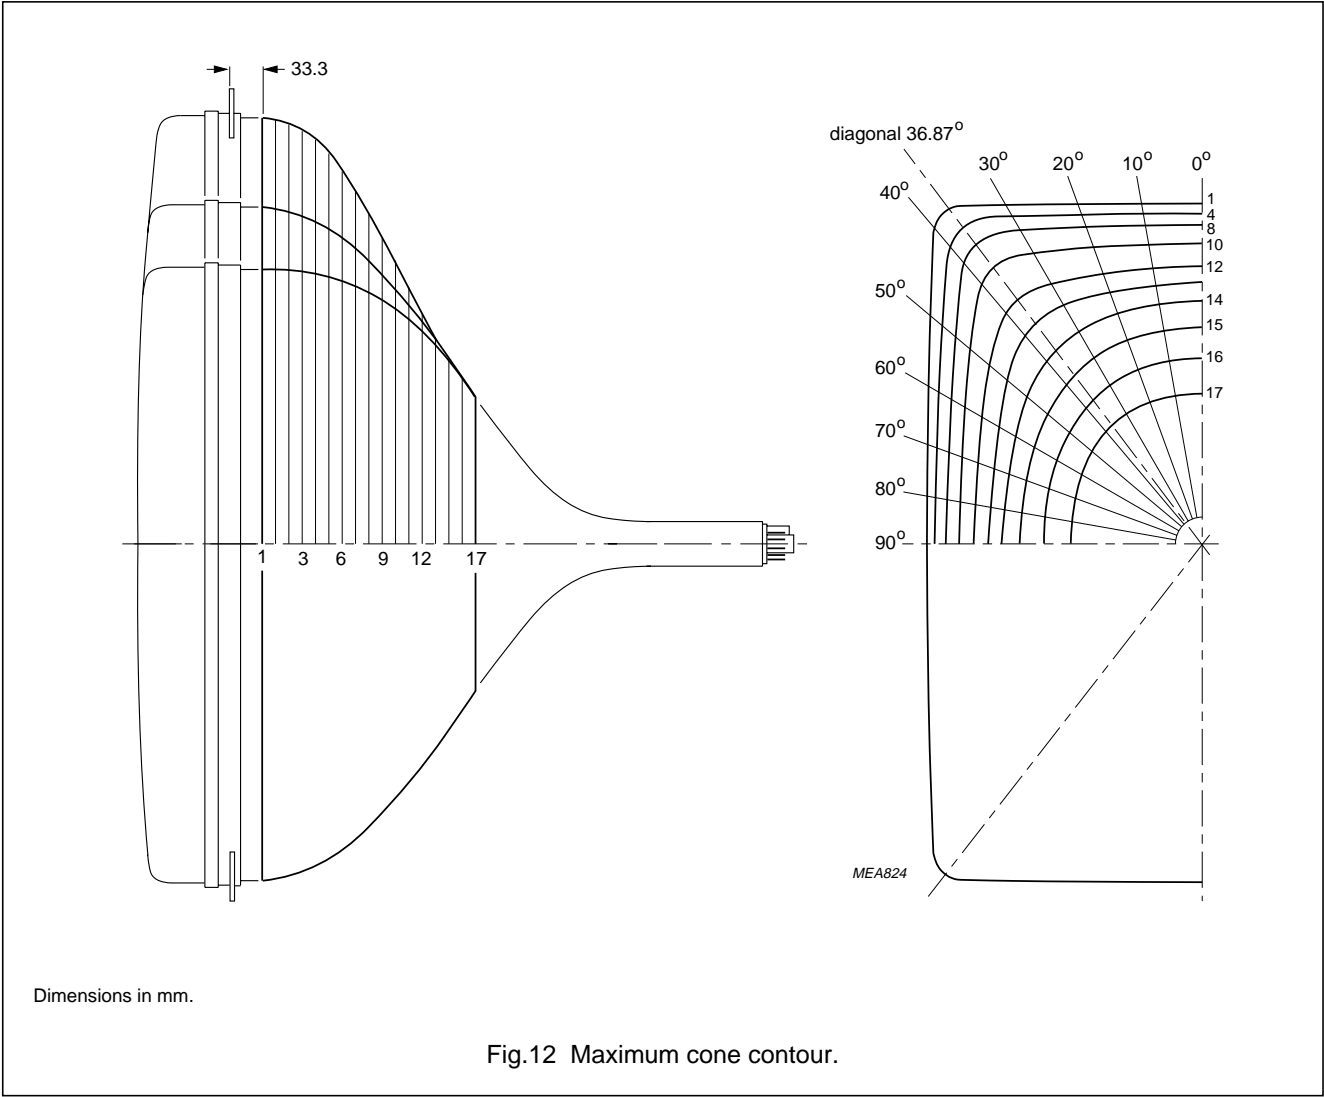 33.3
diagonal 36.87°
40° 30° 20° 10° 0°
1
4
8
10
12
50°
14
15
16
60°
17
70°
80°
90°
1 3 6 9 12 17
MEA824
Dimensions in mm.
Fig.12 Maximum cone contour.